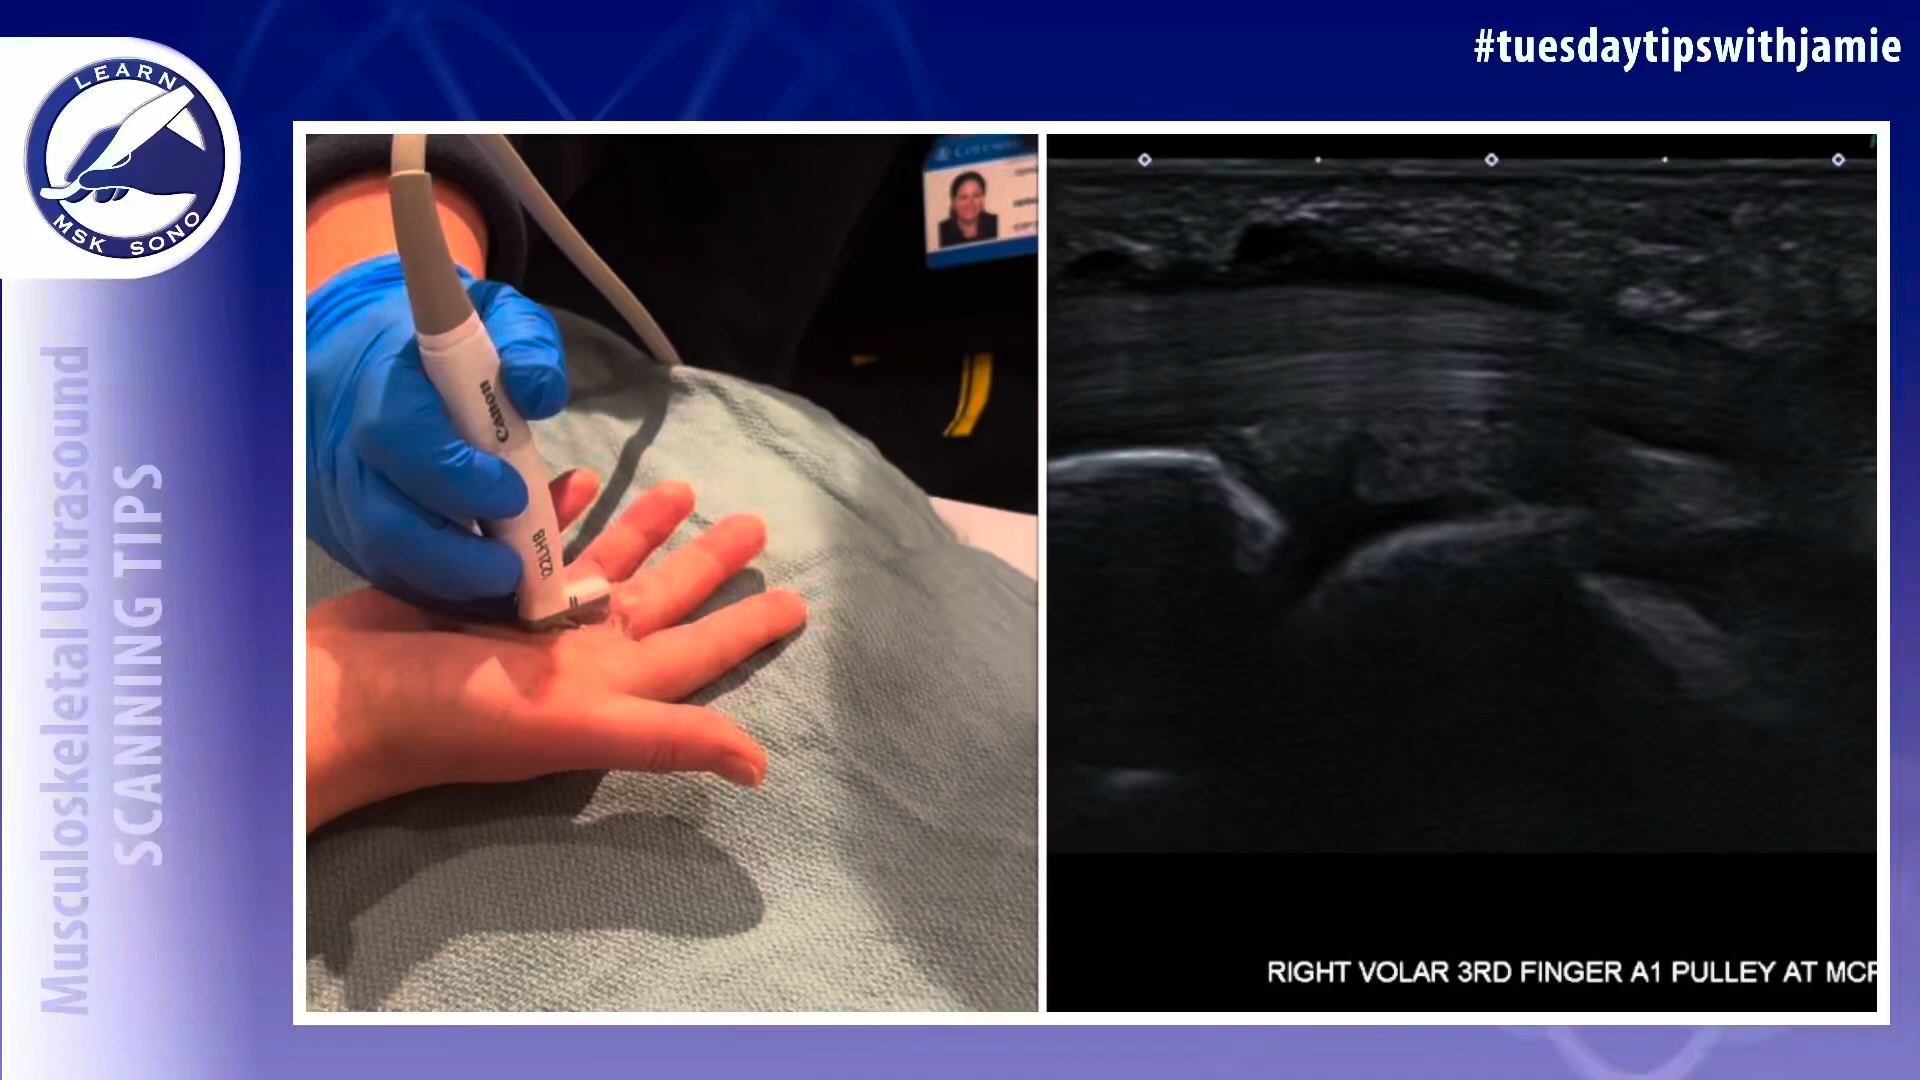 #tuesdaytipswithjamie
LEARN
MSK SONO
Musculoskeletal Ultrasound
SCANNING TIPS
Canon
RIGHT VOLAR 3RD FINGER A1 PULLEY AT MCP